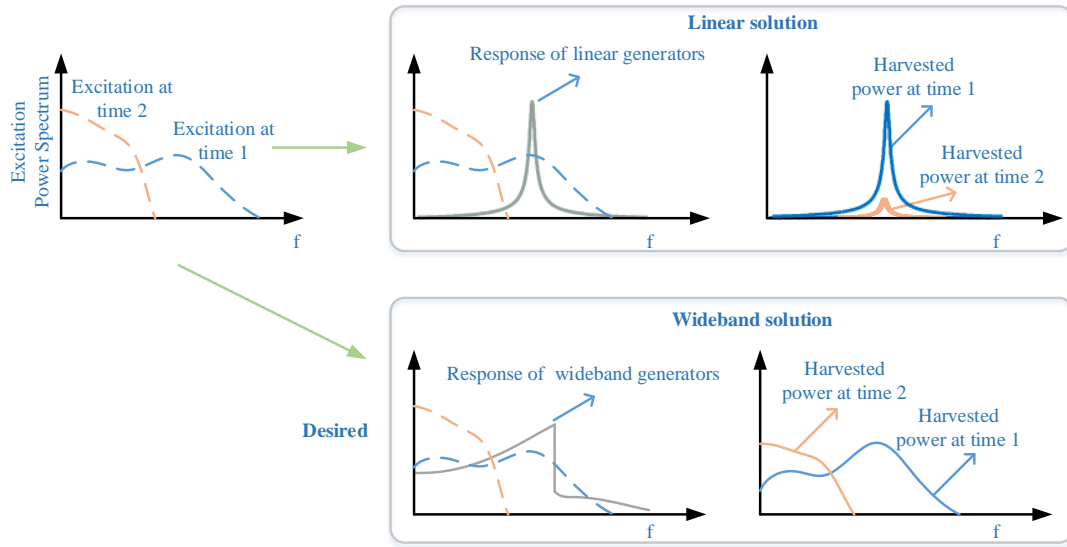 Excitation
Power Spectrum
Excitation at
time 2
Excitation at
time 1
f
Linear solution
Response of linear generators
f
Harvested
power at time 1
Harvested
power at time 2
f
Desired
Wideband solution
Response of wideband generators
f
Harvested
power at time 2
Harvested
power at time 1
f